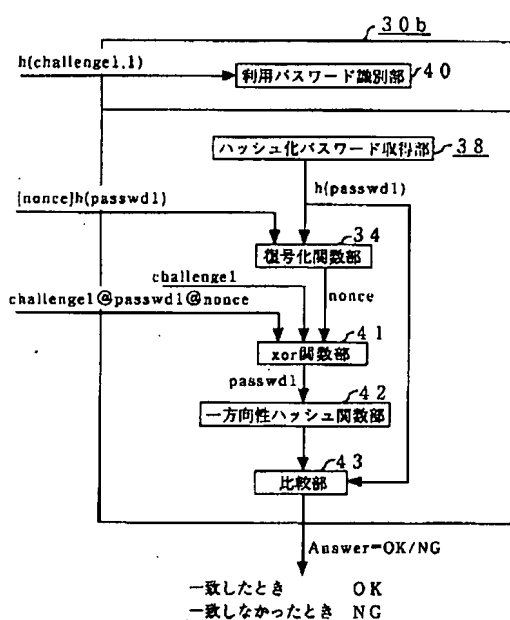 30b
h(challenge1,1)
利用パスワード識別部 40
ハッシュ化パスワード取得部 38
h(passwd1)
{nonce}h(passwd1)
34
復号化関数部
challenge1
nonce
challenge1@passwd1@nonce
41
xor関数部
passwd1
42
一方向性ハッシュ関数部
43
比較部
Answer=OK/NG
一致したとき OK
一致しなかったとき NG